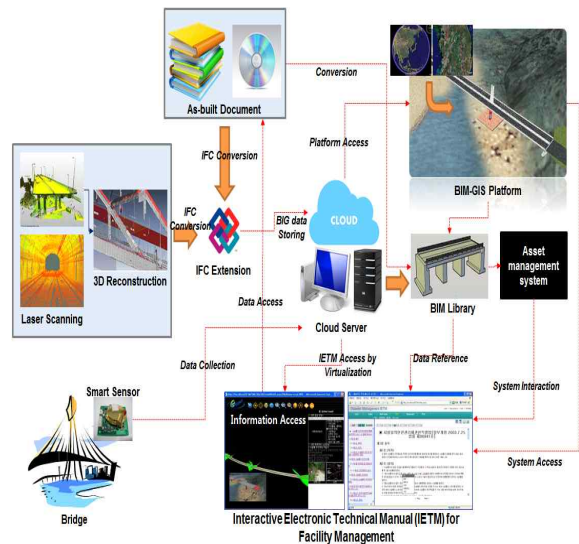 As-built Document
Conversion
IFC Conversion
Platform Access
BIM-GIS Platform
IFC
Conversion
3D Reconstruction
Laser Scanning
IFC Extension
BIG data
Storing
CLOUD
Cloud Server
BIM Library
Asset
management
system
Data Access
Data Collection
IETM Access by
Virtualization
Data Reference
System Interaction
System Access
Smart Sensor
Bridge
Information Access
Interactive Electronic Technical Manual (IETM) for
Facility Management